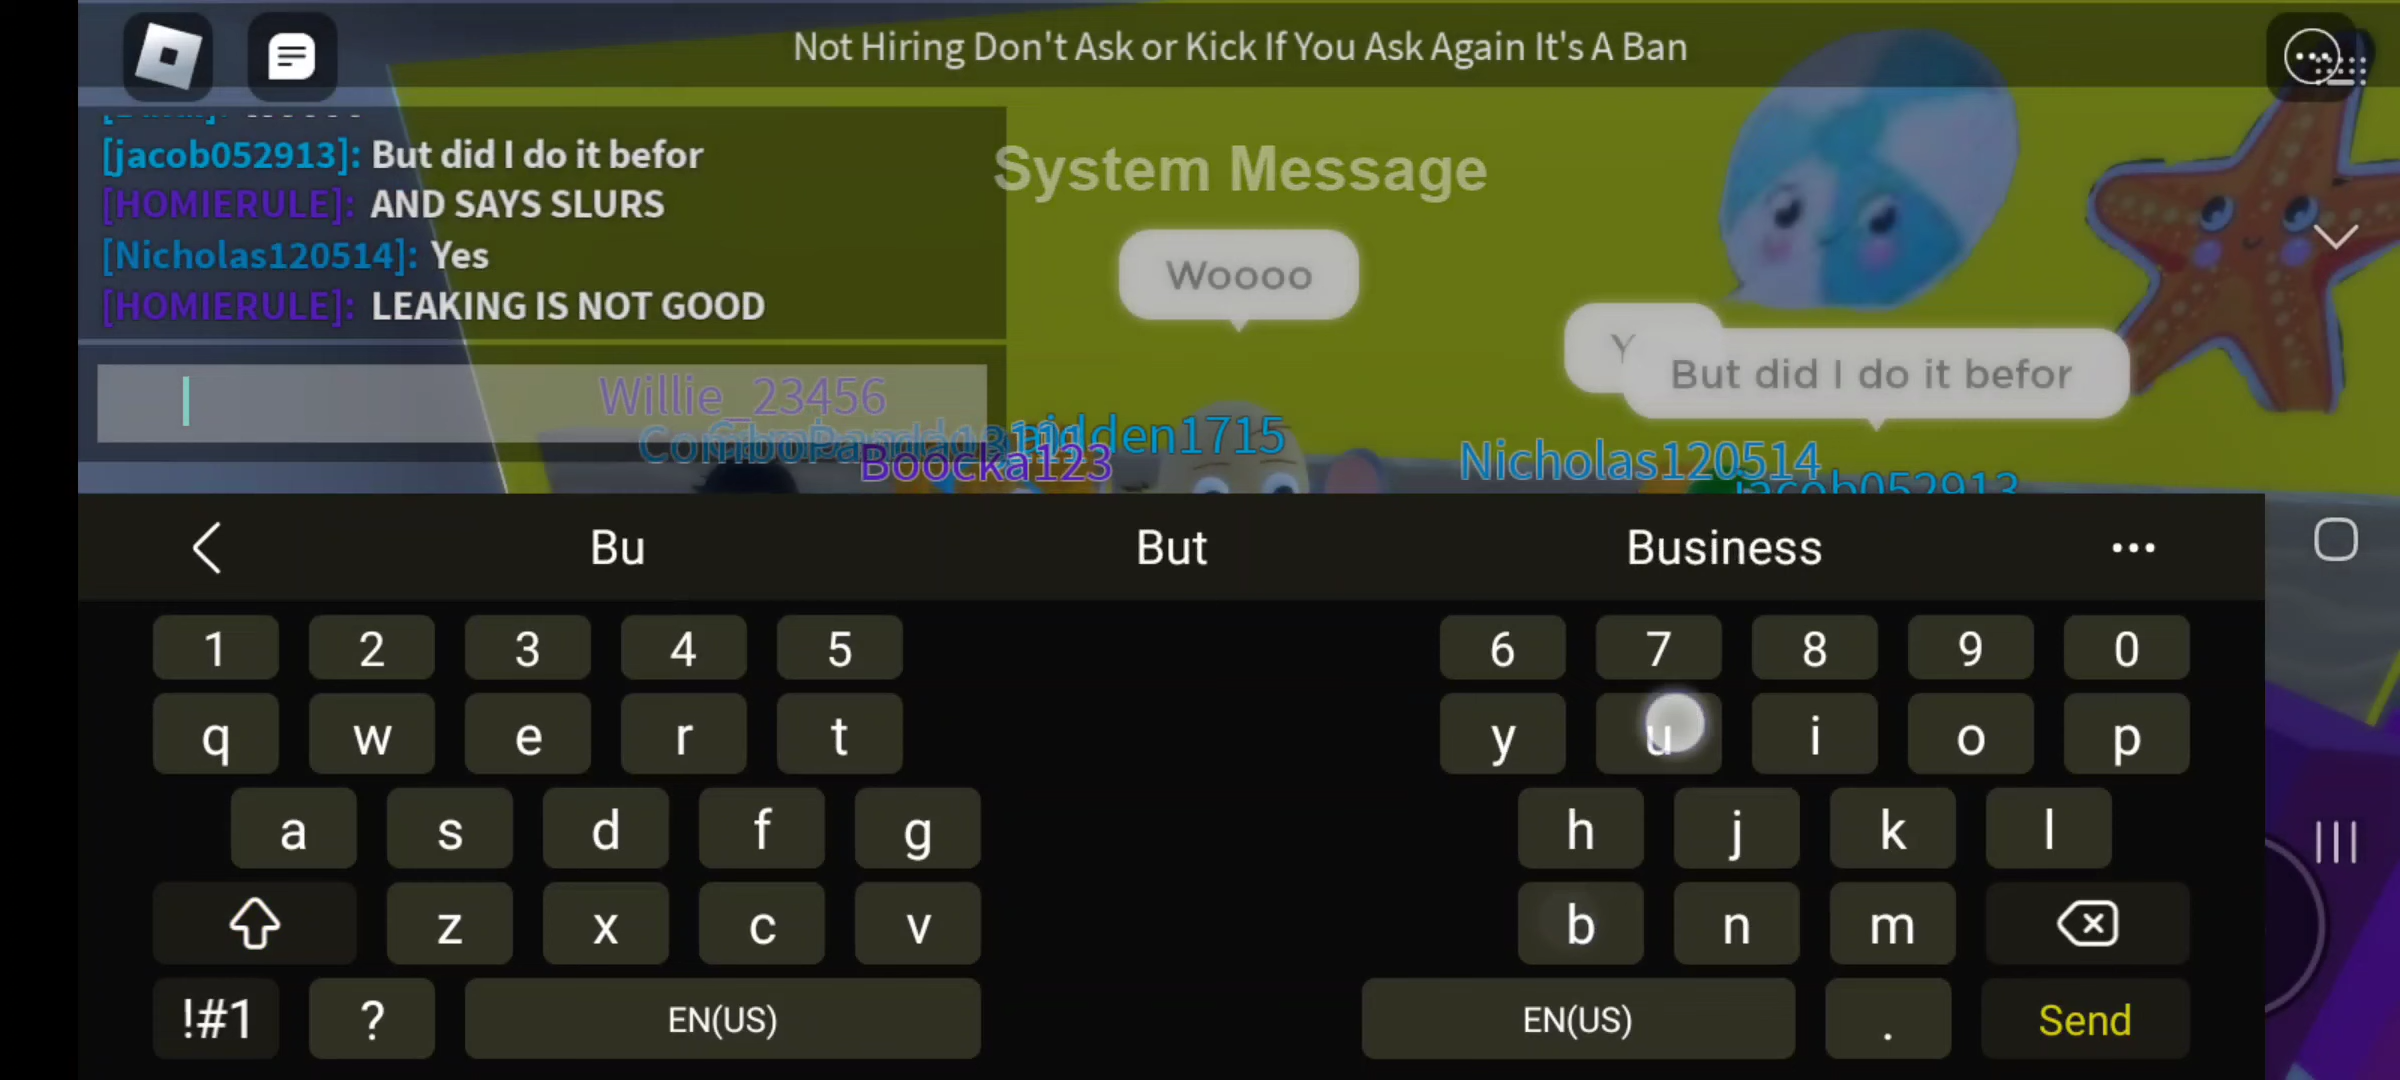 Not Hiring Don't Ask or Kick If You Ask Again It's A Ban
System Message
[jacob052913]: But did I do it befor
[HOMIERULE]: AND SAYS SLURS
[Nicholas120514]: Yes
[HOMIERULE]: LEAKING IS NOT GOOD
Woooo
Y
But did I do it befor
Willie_23456
Boocka123
Nicholas120514
jacob052913
Bu But Business
1 2 3 4 5 6 7 8 9 0
q w e r t y u i o p
a s d f g h j k l
z x c v b n m
!#1 ? EN(US) EN(US) . Send